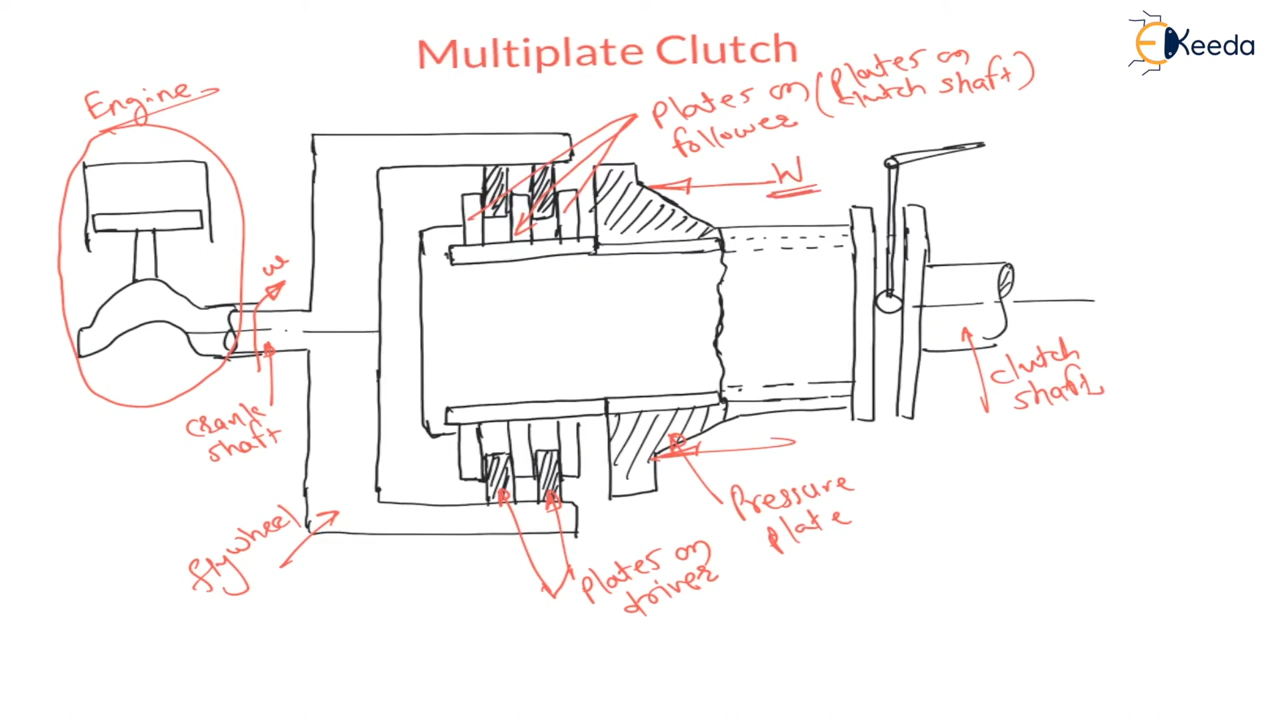 Multiplate Clutch
EKeeda
Engine
Plates on (Plates on
follower clutch shaft)
W
ω
crank
shaft
clutch
shaft
Pressure
plate
flywheel
Plates on
driver